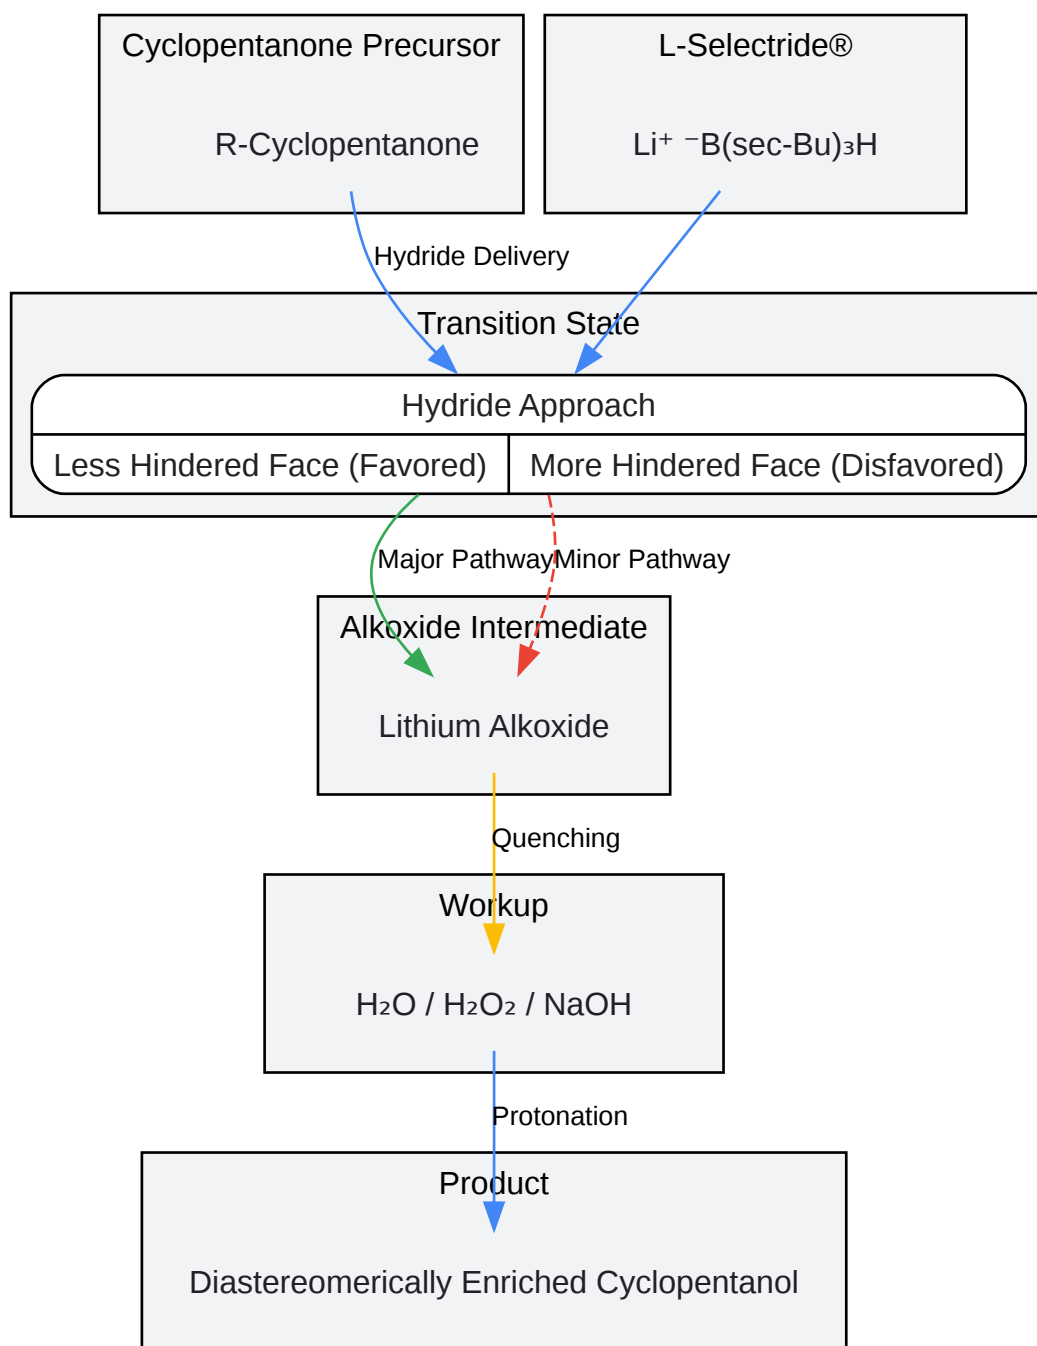 Cyclopentanone Precursor
L-Selectride®
R-Cyclopentanone
Li⁺ ⁻B(sec-Bu)₃H
Hydride Delivery
Transition State
Hydride Approach
Less Hindered Face (Favored)
More Hindered Face (Disfavored)
Major Pathway
Minor Pathway
Alkoxide Intermediate
Lithium Alkoxide
Quenching
Workup
H₂O / H₂O₂ / NaOH
Protonation
Product
Diastereomerically Enriched Cyclopentanol